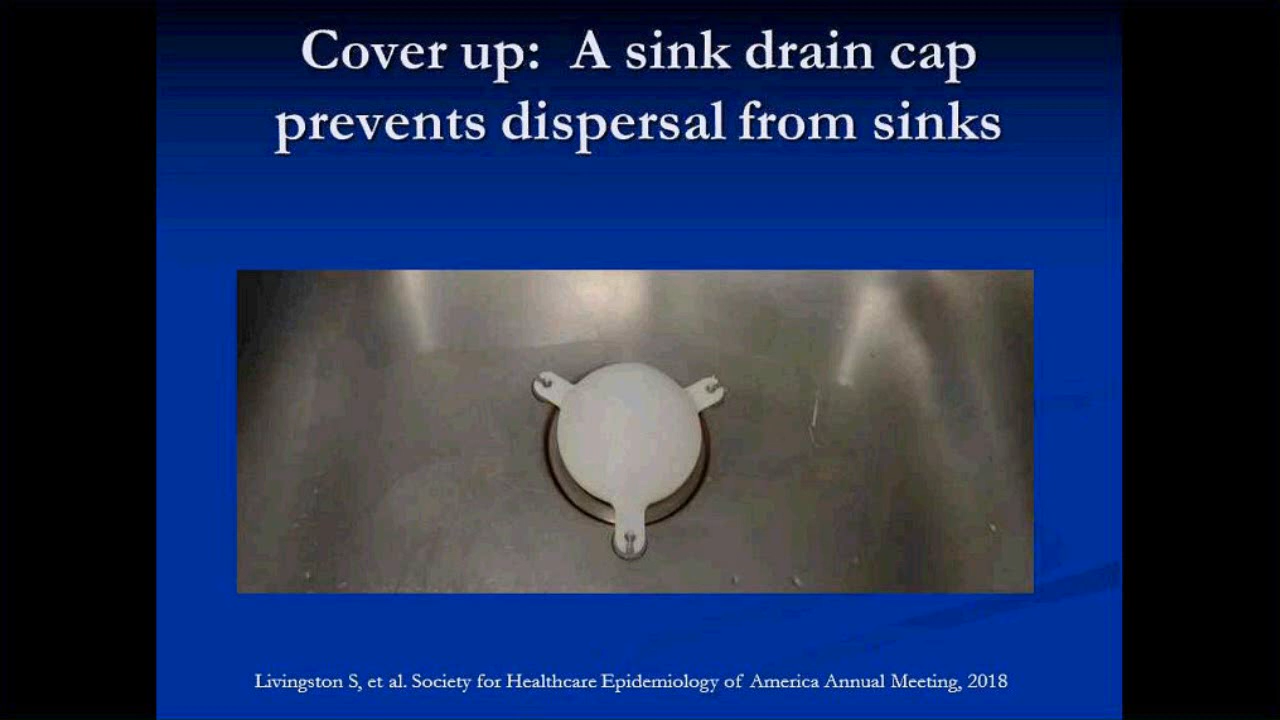 Cover up:  A sink drain cap
prevents dispersal from sinks
Livingston S, et al. Society for Healthcare Epidemiology of America Annual Meeting, 2018